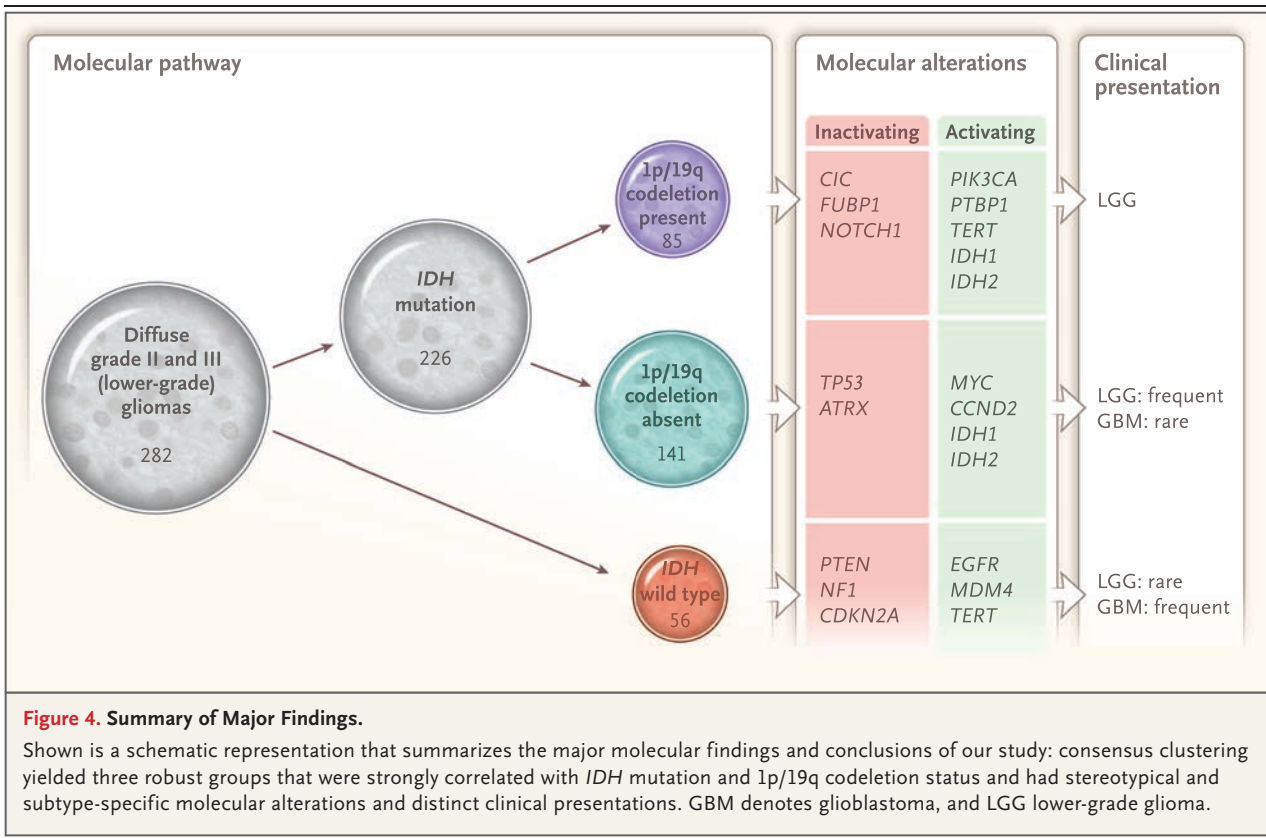 Molecular pathway
Molecular alterations
Clinical
presentation
Inactivating
Activating
Diffuse
grade II and III
(lower-grade)
gliomas
282
IDH
mutation
226
1p/19q
codeletion
present
85
CIC
FUBP1
NOTCH1
PIK3CA
PTBP1
TERT
IDH1
IDH2
LGG
1p/19q
codeletion
absent
141
TP53
ATRX
MYC
CCND2
IDH1
IDH2
LGG: frequent
GBM: rare
IDH
wild type
56
PTEN
NF1
CDKN2A
EGFR
MDM4
TERT
LGG: rare
GBM: frequent
Figure 4. Summary of Major Findings.
Shown is a schematic representation that summarizes the major molecular findings and conclusions of our study: consensus clustering
yielded three robust groups that were strongly correlated with IDH mutation and 1p/19q codeletion status and had stereotypical and
subtype-specific molecular alterations and distinct clinical presentations. GBM denotes glioblastoma, and LGG lower-grade glioma.